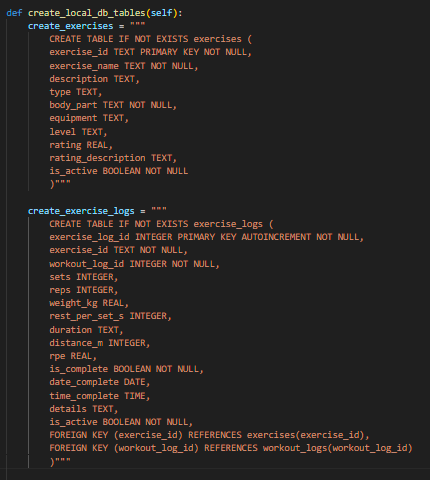 def create_local_db_tables(self):
    create_exercises = """
        CREATE TABLE IF NOT EXISTS exercises (
        exercise_id TEXT PRIMARY KEY NOT NULL,
        exercise_name TEXT NOT NULL,
        description TEXT,
        type TEXT,
        body_part TEXT NOT NULL,
        equipment TEXT,
        level TEXT,
        rating REAL,
        rating_description TEXT,
        is_active BOOLEAN NOT NULL
        )"""

    create_exercise_logs = """
        CREATE TABLE IF NOT EXISTS exercise_logs (
        exercise_log_id INTEGER PRIMARY KEY AUTOINCREMENT NOT NULL,
        exercise_id TEXT NOT NULL,
        workout_log_id INTEGER NOT NULL,
        sets INTEGER,
        reps INTEGER,
        weight_kg REAL,
        rest_per_set_s INTEGER,
        duration TEXT,
        distance_m INTEGER,
        rpe REAL,
        is_complete BOOLEAN NOT NULL,
        date_complete DATE,
        time_complete TIME,
        details TEXT,
        is_active BOOLEAN NOT NULL,
        FOREIGN KEY (exercise_id) REFERENCES exercises(exercise_id),
        FOREIGN KEY (workout_log_id) REFERENCES workout_logs(workout_log_id)
        )"""